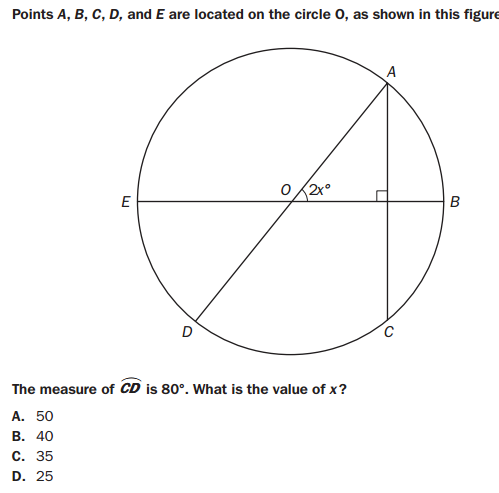 Points A, B, C, D, and E are located on the circle O, as shown in this figure
A
O
2x°
E
B
D
C
The measure of CD is 80°. What is the value of x?
A. 50
B. 40
C. 35
D. 25